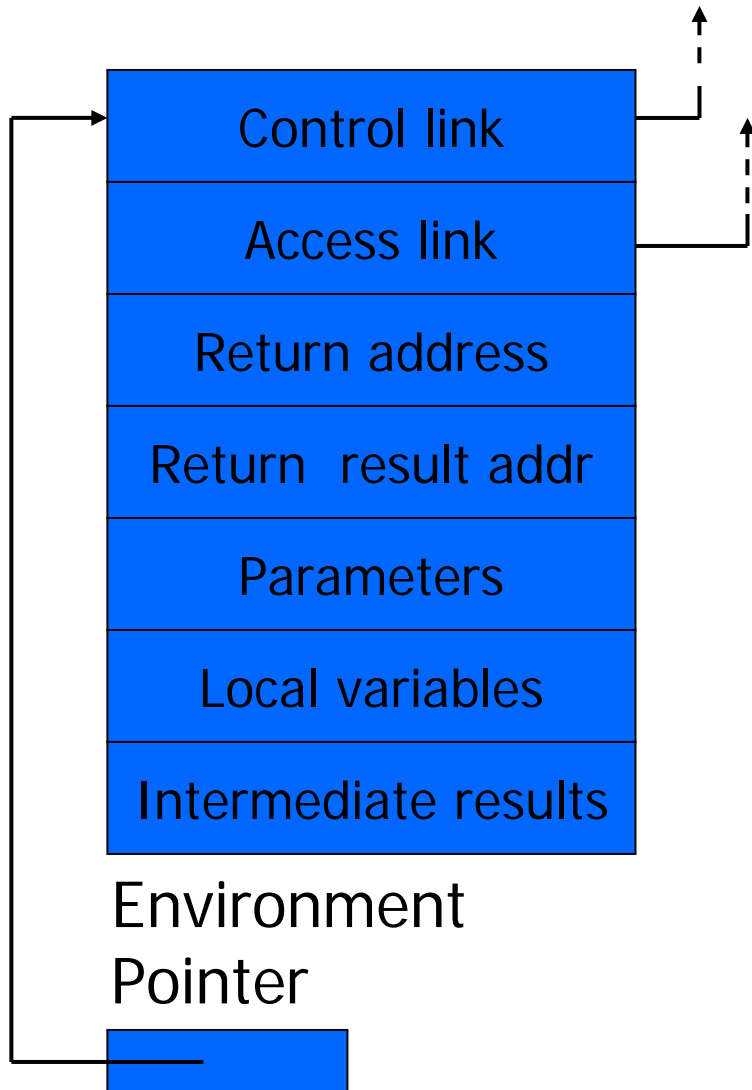 Control link
Access link
Return address
Return result addr
Parameters
Local variables
Intermediate results
Environment
Pointer